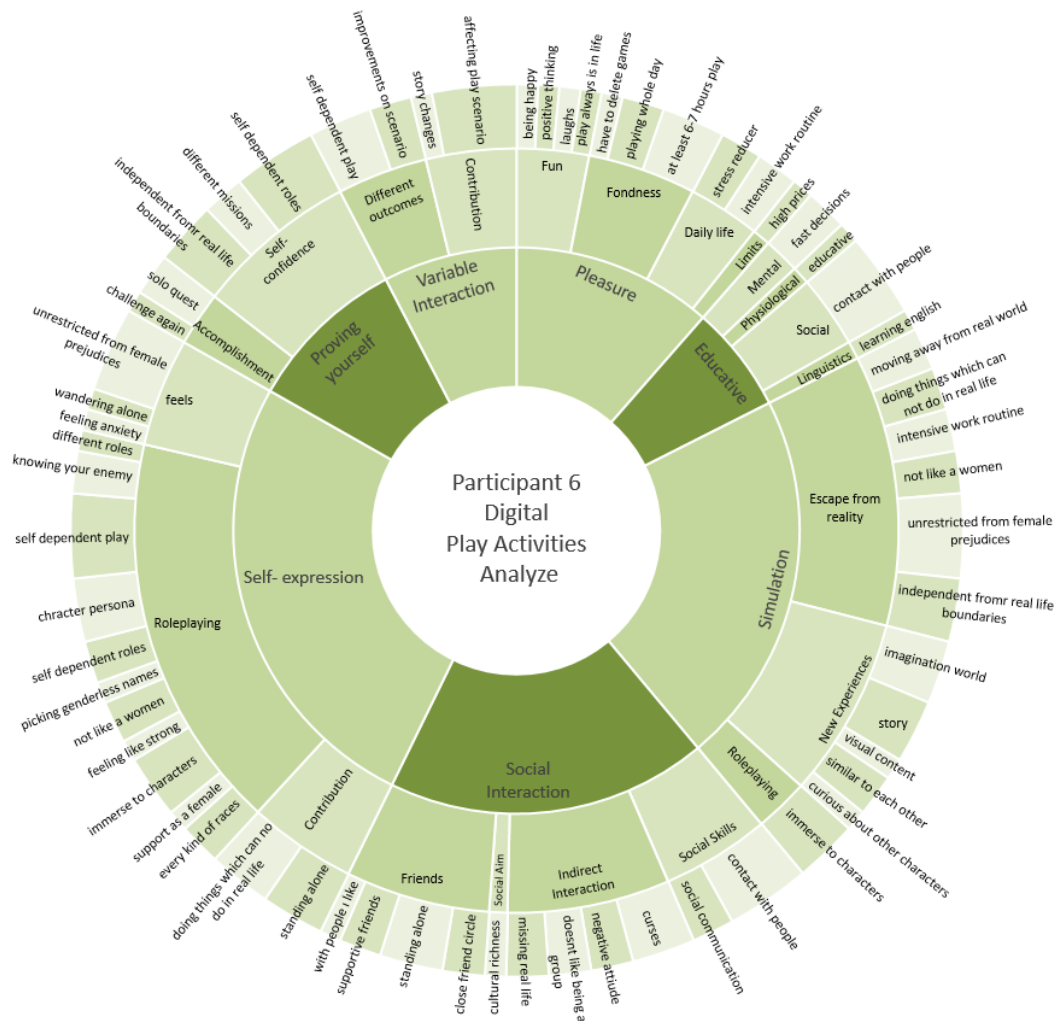 Participant 6
Digital
Play Activities
Analyze
Pleasure
Fun
being happy
positive thinking
laughs
play always is in life
Fondness
have to delete games
playing whole day
at least 6-7 hours play
Daily life
stress reducer
intensive work routine
Limits
high prices
Educative
Mental
fast decisions
Physiological
educative
Social
contact with people
Linguistics
learning english
Simulation
Escape from
reality
moving away from real world
doing things which can
not do in real life
intensive work routine
not like a women
unrestricted from female
prejudices
independent fromr real life
boundaries
New Experiences
imagination world
story
visual content
similar to each other
curious about other characters
Roleplaying
immerse to characters
Social
Interaction
Social Skills
contact with people
social communication
Indirect
Interaction
curses
negative attiude
doesnt like being a
group
missing real life
Social Aim
cultural richness
Friends
close friend circle
standing alone
supportive friends
with people i like
Self- expression
Contribution
standing alone
doing things which can no
do in real life
Roleplaying
every kind of races
support as a female
immerse to characters
feeling like strong
not like a women
picking genderless names
self dependent roles
chracter persona
self dependent play
knowing your enemy
different roles
feels
feeling anxiety
wandering alone
unrestricted from female
prejudices
Proving
yourself
Accomplishment
challenge again
solo quest
Self-
confidence
independent fromr real life
boundaries
different missions
self dependent roles
Variable
Interaction
Different
outcomes
self dependent play
improvements on scenario
Contribution
story changes
affecting play scenario